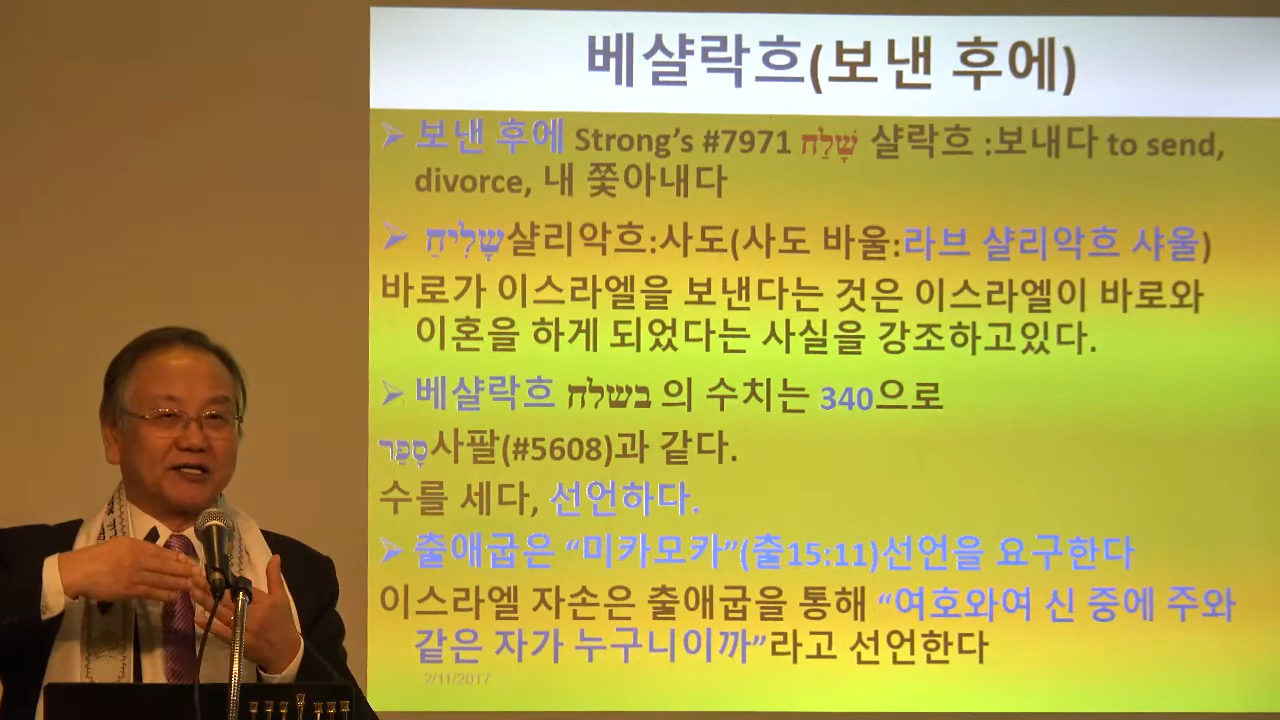 베샬락흐(보낸 후에)
➢ 보낸 후에 Strong’s #7971 שָׁלַח 샬락흐 :보내다 to send,
divorce, 내 쫓아내다
➢ שָׁלִיחַ샬리악흐:사도(사도 바울:라브 샬리악흐 샤울)
바로가 이스라엘을 보낸다는 것은 이스라엘이 바로와
이혼을 하게 되었다는 사실을 강조하고있다.
➢ 베샬락흐 בשלח 의 수치는 340으로
סָפַר사팔(#5608)과 같다.
수를 세다, 선언하다.
➢ 출애굽은 “미카모카”(출15:11)선언을 요구한다
이스라엘 자손은 출애굽을 통해 “여호와여 신 중에 주와
같은 자가 누구니이까”라고 선언한다
2/11/2017